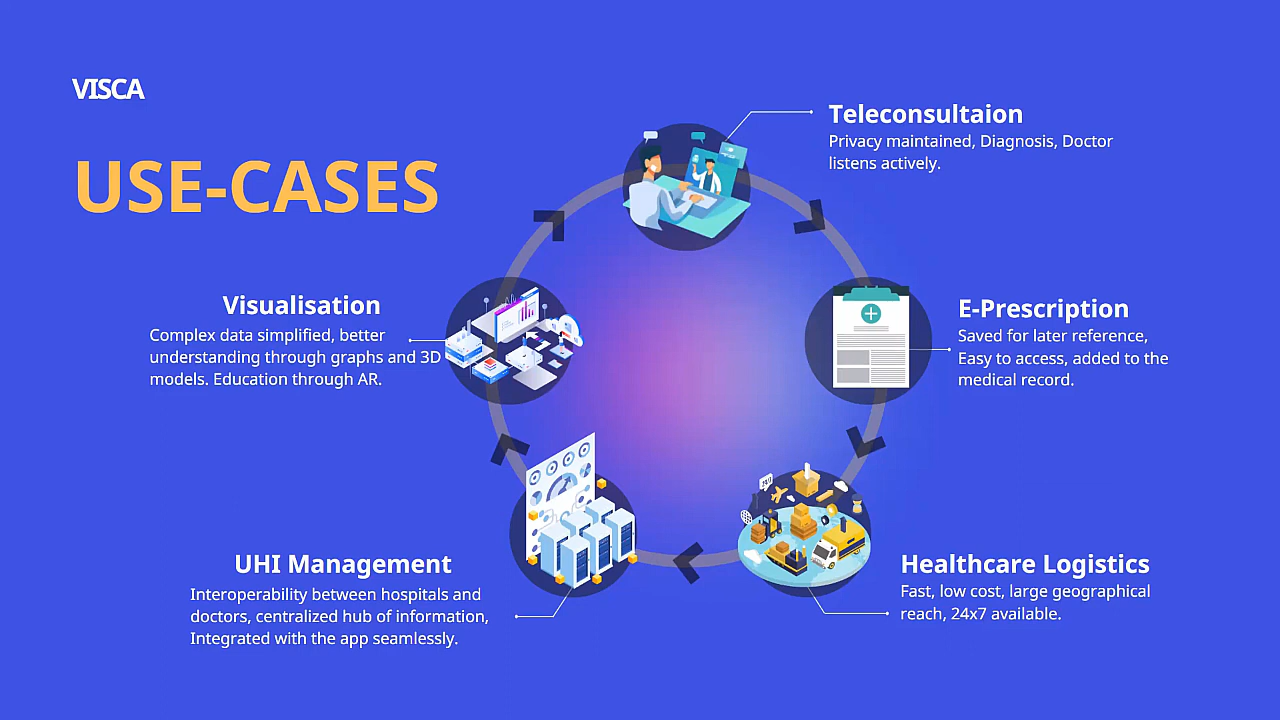 VISCA
USE-CASES
Teleconsultaion
Privacy maintained, Diagnosis, Doctor
listens actively.
E-Prescription
Saved for later reference,
Easy to access, added to the
medical record.
Healthcare Logistics
Fast, low cost, large geographical
reach, 24x7 available.
UHI Management
Interoperability between hospitals and
doctors, centralized hub of information,
Integrated with the app seamlessly.
Visualisation
Complex data simplified, better
understanding through graphs and 3D
models. Education through AR.